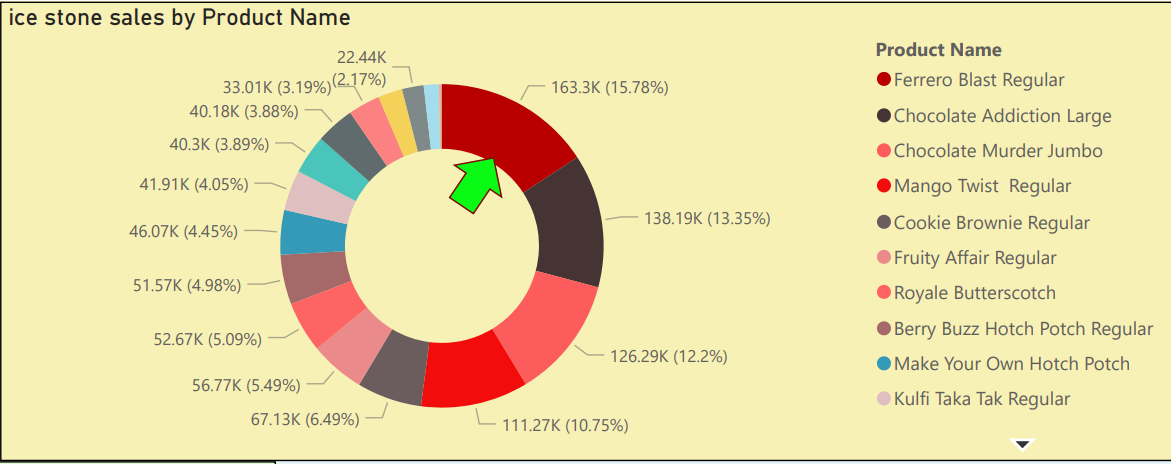 ice stone sales by Product Name
163.3K (15.78%)
138.19K (13.35%)
126.29K (12.2%)
111.27K (10.75%)
67.13K (6.49%)
56.77K (5.49%)
52.67K (5.09%)
51.57K (4.98%)
46.07K (4.45%)
41.91K (4.05%)
40.3K (3.89%)
40.18K (3.88%)
33.01K (3.19%)
22.44K
(2.17%)
Product Name
Ferrero Blast Regular
Chocolate Addiction Large
Chocolate Murder Jumbo
Mango Twist  Regular
Cookie Brownie Regular
Fruity Affair Regular
Royale Butterscotch
Berry Buzz Hotch Potch Regular
Make Your Own Hotch Potch
Kulfi Taka Tak Regular